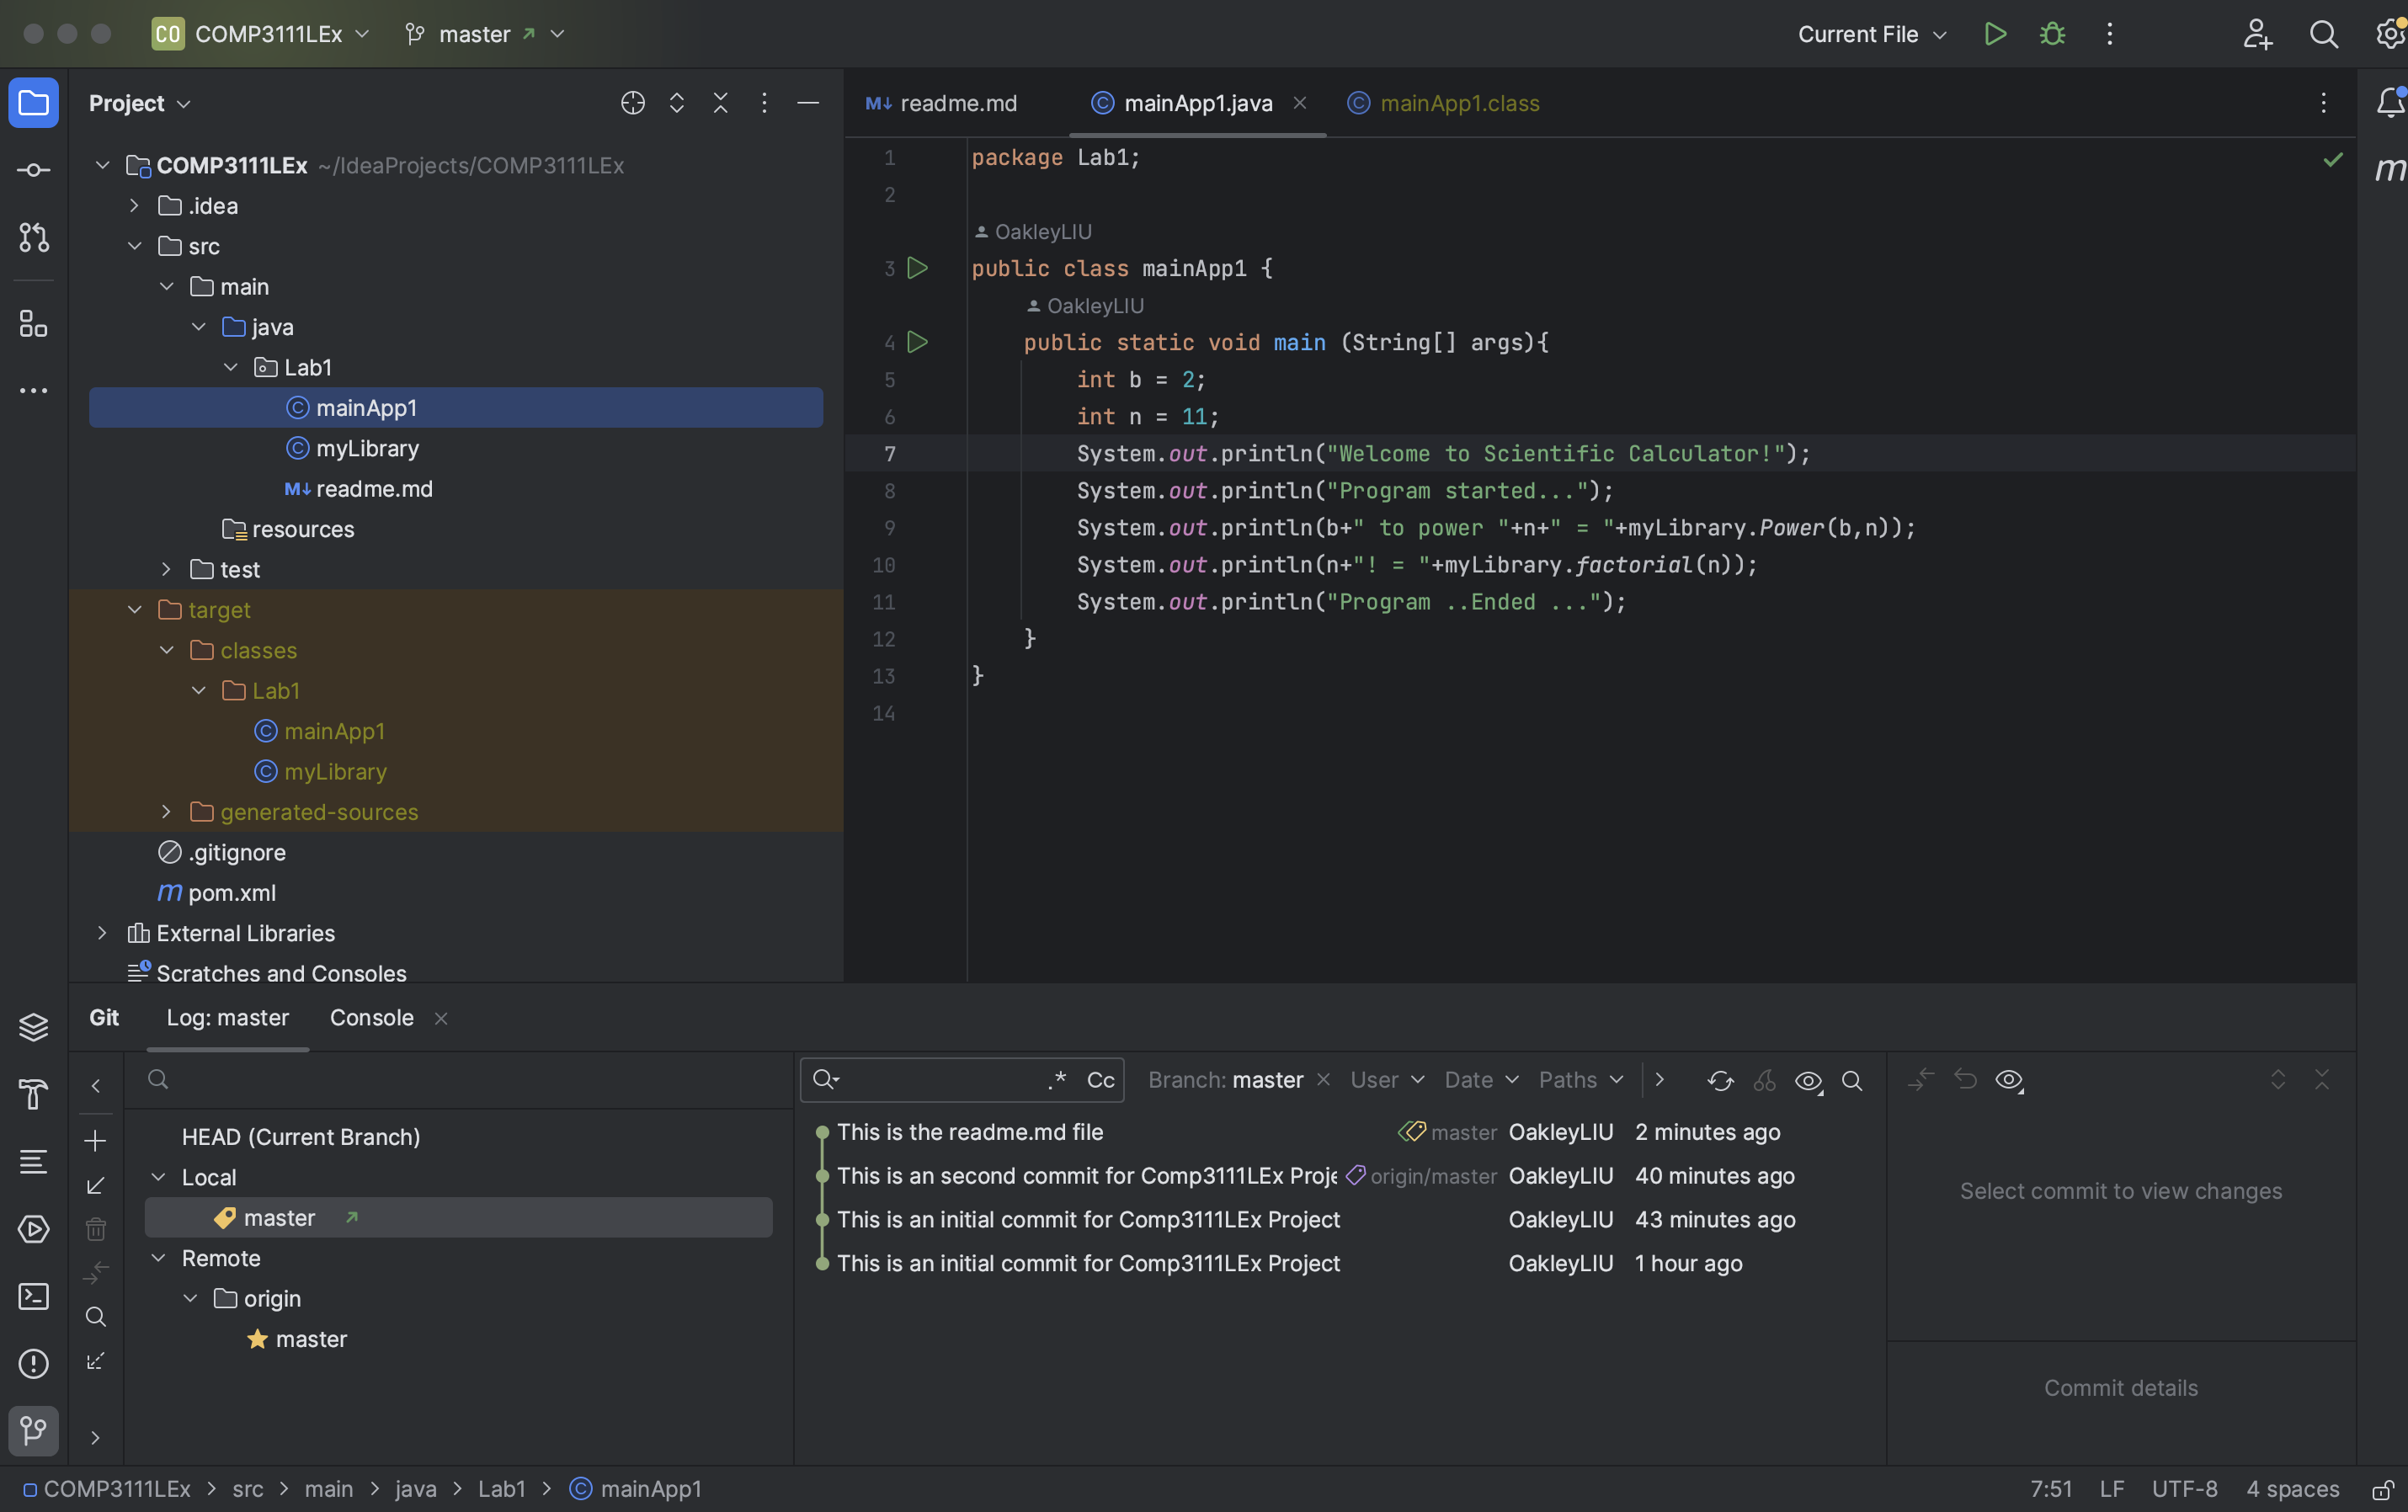 CO COMP3111LEx master Current File
Project
readme.md mainApp1.java mainApp1.class
COMP3111LEx ~/IdeaProjects/COMP3111LEx
.idea
src
main
java
Lab1
mainApp1
myLibrary
M↓ readme.md
resources
test
target
classes
Lab1
mainApp1
myLibrary
generated-sources
.gitignore
m pom.xml
External Libraries
Scratches and Consoles
1 package Lab1;
2
OakleyLIU
3 public class mainApp1 {
OakleyLIU
4 public static void main (String[] args){
5 int b = 2;
6 int n = 11;
7 System.out.println("Welcome to Scientific Calculator!");
8 System.out.println("Program started...");
9 System.out.println(b+" to power "+n+" = "+myLibrary.Power(b,n));
10 System.out.println(n+"! = "+myLibrary.factorial(n));
11 System.out.println("Program ..Ended ...");
12 }
13 }
14
m
Git Log: master Console
HEAD (Current Branch)
Local
master
Remote
origin
master
.* Cc Branch: master User Date Paths
This is the readme.md file master OakleyLIU 2 minutes ago
This is an second commit for Comp3111LEx Proje origin/master OakleyLIU 40 minutes ago
This is an initial commit for Comp3111LEx Project OakleyLIU 43 minutes ago
This is an initial commit for Comp3111LEx Project OakleyLIU 1 hour ago
Select commit to view changes
Commit details
COMP3111LEx > src > main > java > Lab1 > mainApp1 7:51 LF UTF-8 4 spaces